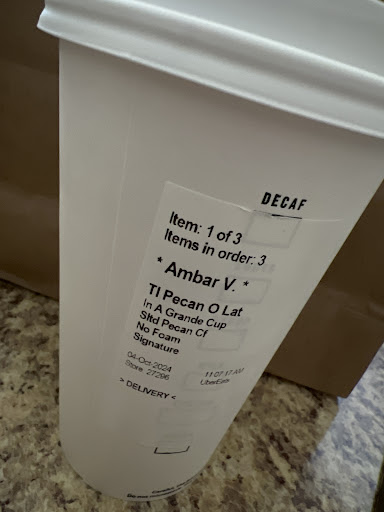 DECAF
Item: 1 of 3
Items in order: 3
* Ambar V. *
Tl Pecan O Lat
In A Grande Cup
Sltd Pecan Cf
No Foam
Signature
04-Oct-2024
Store 27296
UberEats
> DELIVERY <